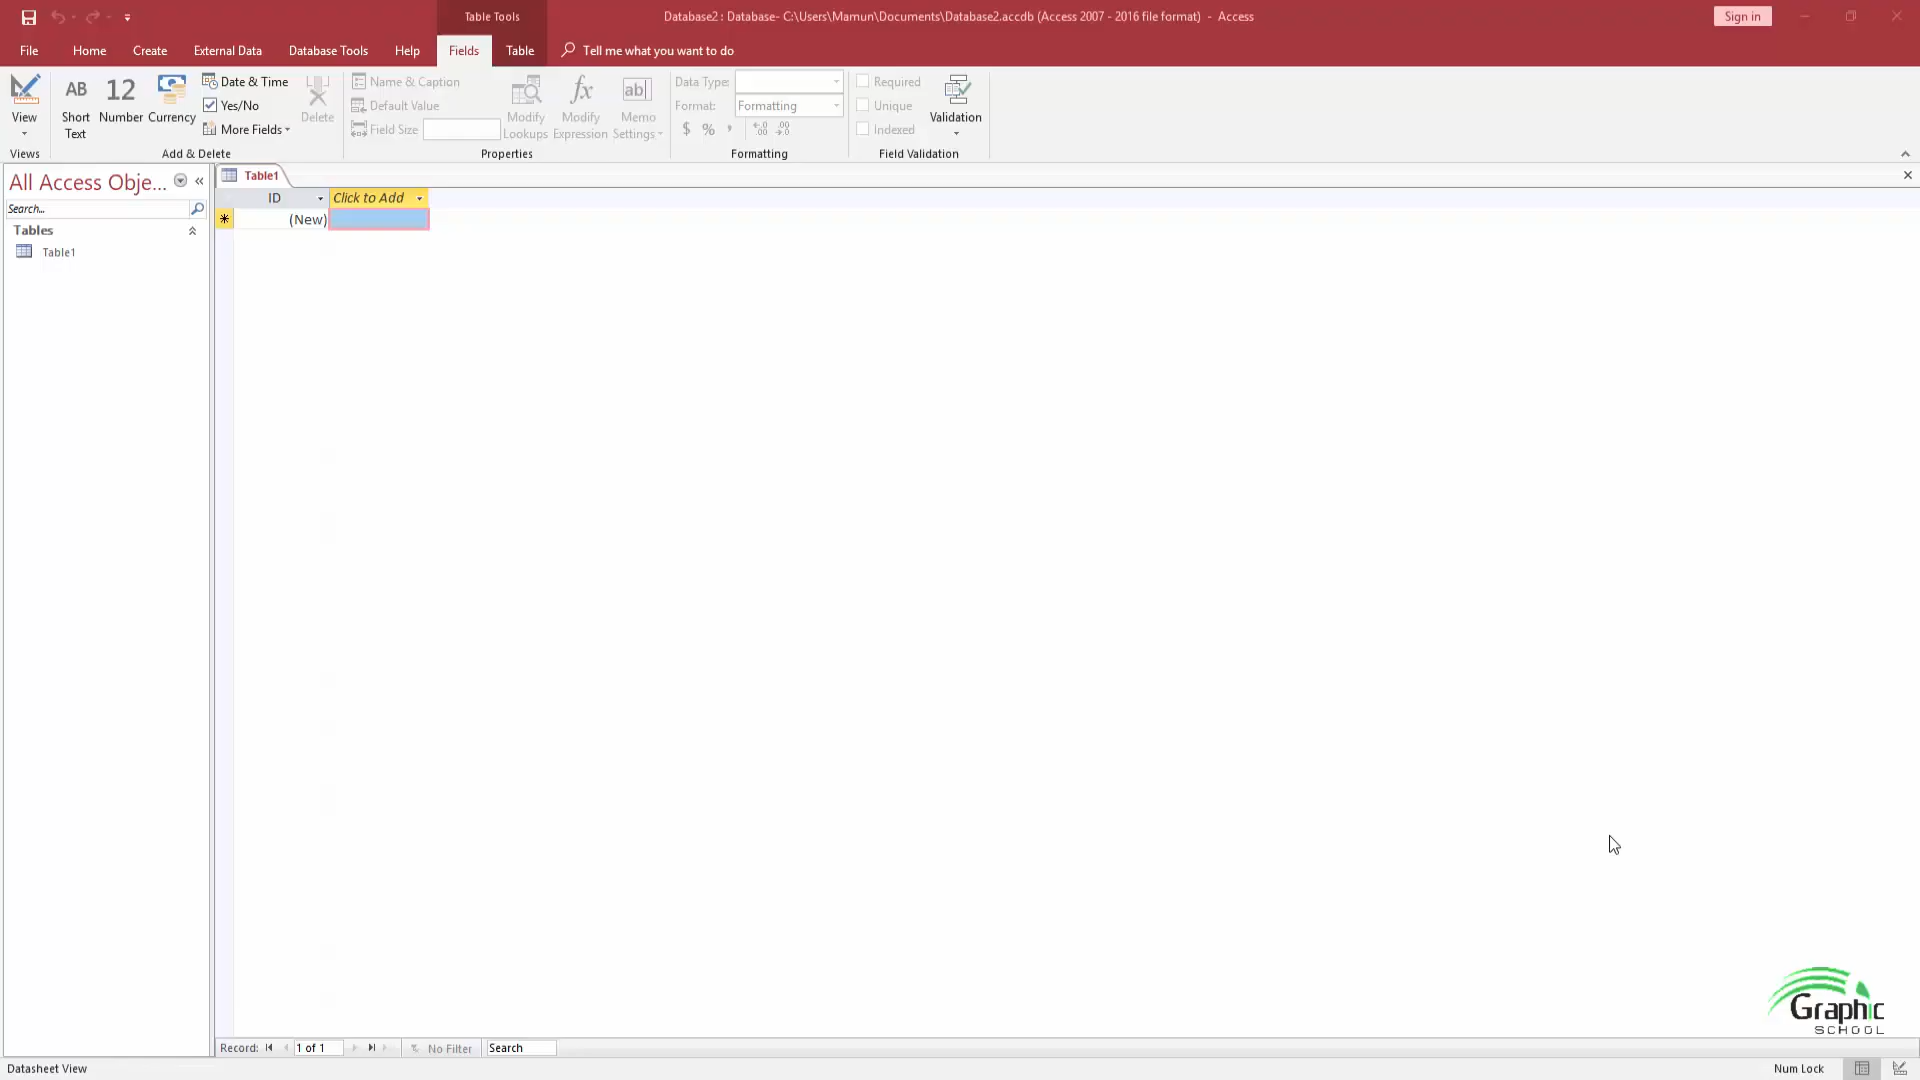 Table Tools
Database2 : Database- C:\Users\Mamun\Documents\Database2.accdb (Access 2007 - 2016 file format) - Access
Sign in
File Home Create External Data Database Tools Help Fields Table Tell me what you want to do
View
Views
AB
Short
Text
12
Number
Currency
Date & Time
Yes/No
More Fields
Delete
Add & Delete
Name & Caption
Default Value
Field Size
Modify
Lookups
fx
Modify
Expression
ab|
Memo
Settings
Properties
Data Type:
Format: Formatting
$ % ,
Formatting
Required
Unique
Indexed
Validation
Field Validation
All Access Obje...
Search...
Tables
Table1
Table1
ID Click to Add
(New)
Record: 1 of 1 No Filter Search
Datasheet View
Num Lock
Graphic
SCHOOL